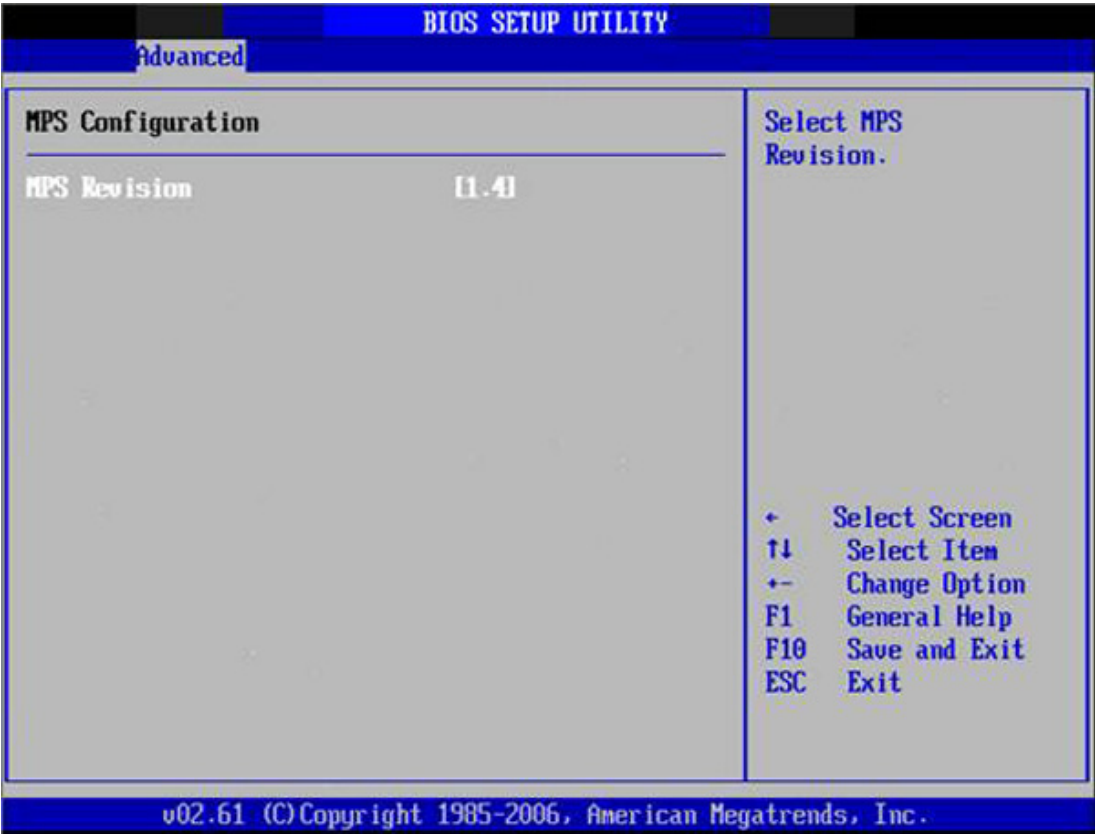 BIOS SETUP UTILITY
Advanced
MPS Configuration
MPS Revision [1.4]
Select MPS
Revision.
← Select Screen
↑↓ Select Item
+- Change Option
F1 General Help
F10 Save and Exit
ESC Exit
v02.61 (C)Copyright 1985-2006, American Megatrends, Inc.